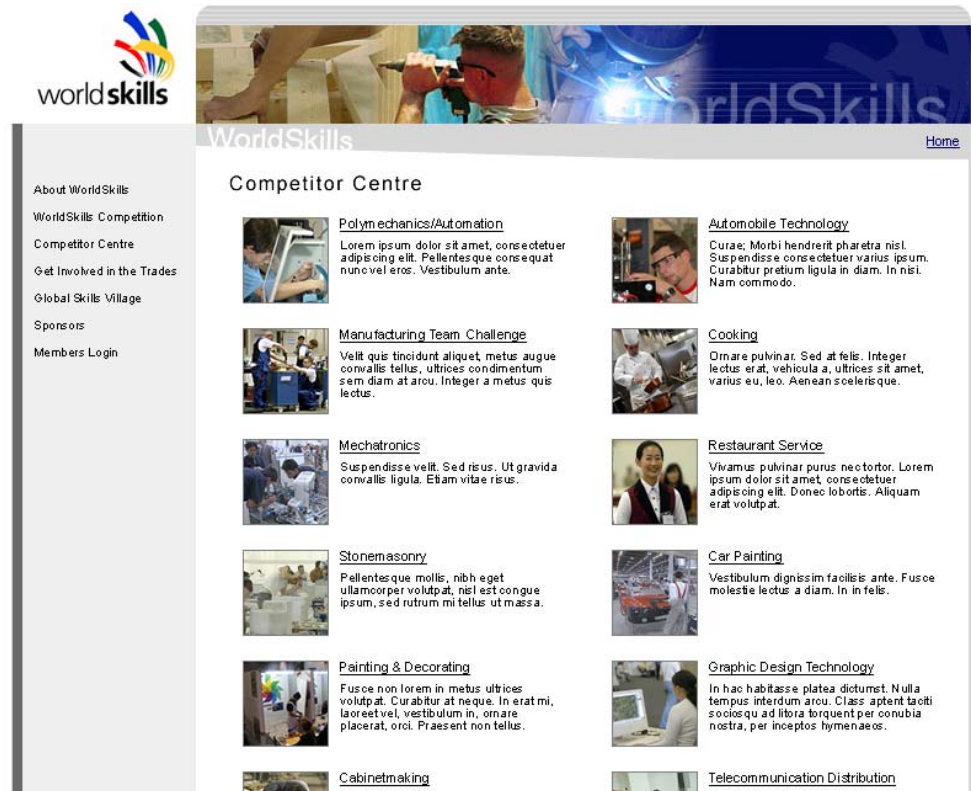 world skills
WorldSkills
WorldSkills
Home
About WorldSkills
WorldSkills Competition
Competitor Centre
Get Involved in the Trades
Global Skills Village
Sponsors
Members Login
Competitor Centre
Polymechanics/Automation
Lorem ipsum dolor sit amet, consectetuer
adipiscing elit. Pellentesque consequat
nunc vel eros. Vestibulum ante.
Automobile Technology
Curae; Morbi hendrerit pharetra nisl.
Suspendisse consectetuer varius ipsum.
Curabitur pretium ligula in diam. In nisi.
Nam commodo.
Manufacturing Team Challenge
Velit quis tincidunt aliquet, metus augue
convallis tellus, ultrices condimentum
sem diam at arcu. Integer a metus quis
lectus.
Cooking
Ornare pulvinar. Sed at felis. Integer
lectus erat, vehicula a, ultrices sit amet,
varius eu, leo. Aenean scelerisque.
Mechatronics
Suspendisse velit. Sed risus. Ut gravida
convallis ligula. Etiam vitae risus.
Restaurant Service
Vivamus pulvinar purus nec tortor. Lorem
ipsum dolor sit amet, consectetuer
adipiscing elit. Donec lobortis. Aliquam
erat volutpat.
Stonemasonry
Pellentesque mollis, nibh eget
ullamcorper volutpat, nisl est congue
ipsum, sed rutrum mi tellus ut massa.
Car Painting
Vestibulum dignissim facilisis ante. Fusce
molestie lectus a diam. In in felis.
Painting & Decorating
Fusce non lorem in metus ultrices
volutpat. Curabitur at neque. In erat mi,
laoreet vel, vestibulum in, ornare
placerat, orci. Praesent non tellus.
Graphic Design Technology
In hac habitasse platea dictumst. Nulla
tempus interdum arcu. Class aptent taciti
sociosqu ad litora torquent per conubia
nostra, per inceptos hymenaeos.
Cabinetmaking
Telecommunication Distribution